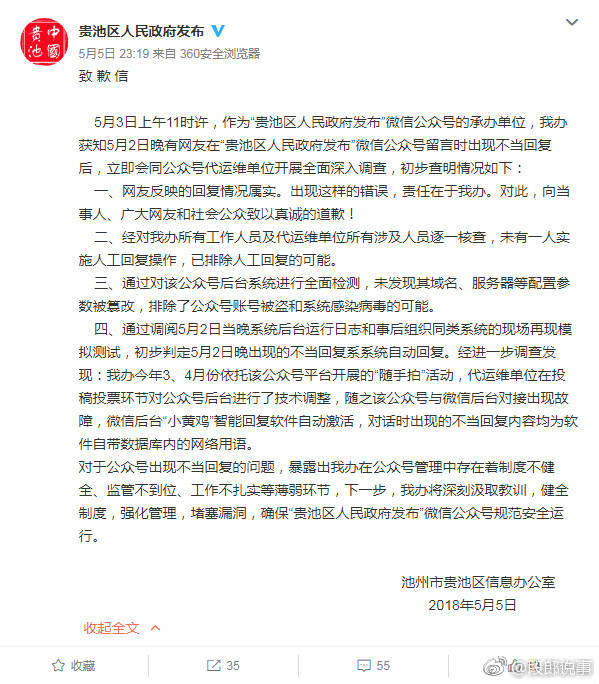 中國
贵池
贵池区人民政府发布
5月5日 23:19 来自 360安全浏览器
致 歉 信
5月3日上午11时许，作为“贵池区人民政府发布”微信公众号的承办单位，我办
获知5月2日晚有网友在“贵池区人民政府发布”微信公众号留言时出现不当回复
后，立即会同公众号代运维单位开展全面深入调查，初步查明情况如下：
一、网友反映的回复情况属实。出现这样的错误，责任在于我办。对此，向当
事人、广大网友和社会公众致以真诚的道歉！
二、经对我办所有工作人员及代运维单位所有涉及人员逐一核查，未有一人实
施人工回复操作，已排除人工回复的可能。
三、通过对该公众号后台系统进行全面检测，未发现其域名、服务器等配置参
数被篡改，排除了公众号账号被盗和系统感染病毒的可能。
四、通过调阅5月2日当晚系统后台运行日志和事后组织同类系统的现场再现模
拟测试，初步判定5月2日晚出现的不当回复系系统自动回复。经进一步调查发
现：我办今年3、4月份依托该公众号平台开展的“随手拍”活动，代运维单位在投
稿投票环节对公众号后台进行了技术调整，随之该公众号与微信后台对接出现故
障，微信后台“小黄鸡”智能回复软件自动激活，对话时出现的不当回复内容均为软
件自带数据库内的网络用语。
对于公众号出现不当回复的问题，暴露出我办在公众号管理中存在着制度不健
全、监管不到位、工作不扎实等薄弱环节，下一步，我办将深刻汲取教训，健全
制度，强化管理，堵塞漏洞，确保“贵池区人民政府发布”微信公众号规范安全运
行。
池州市贵池区信息办公室
2018年5月5日
收起全文
收藏
35
55